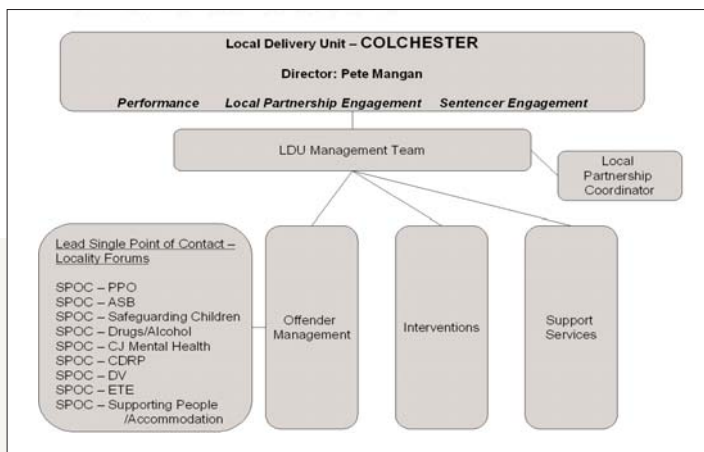 Local Delivery Unit – COLCHESTER
Director: Pete Mangan
Performance Local Partnership Engagement Sentencer Engagement
LDU Management Team
Local
Partnership
Coordinator
Lead Single Point of Contact –
Locality Forums
SPOC – PPO
SPOC – ASB
SPOC – Safeguarding Children
SPOC – Drugs/Alcohol
SPOC – CJ Mental Health
SPOC – CDRP
SPOC – DV
SPOC – ETE
SPOC – Supporting People
/Accommodation
Offender
Management
Interventions
Support
Services